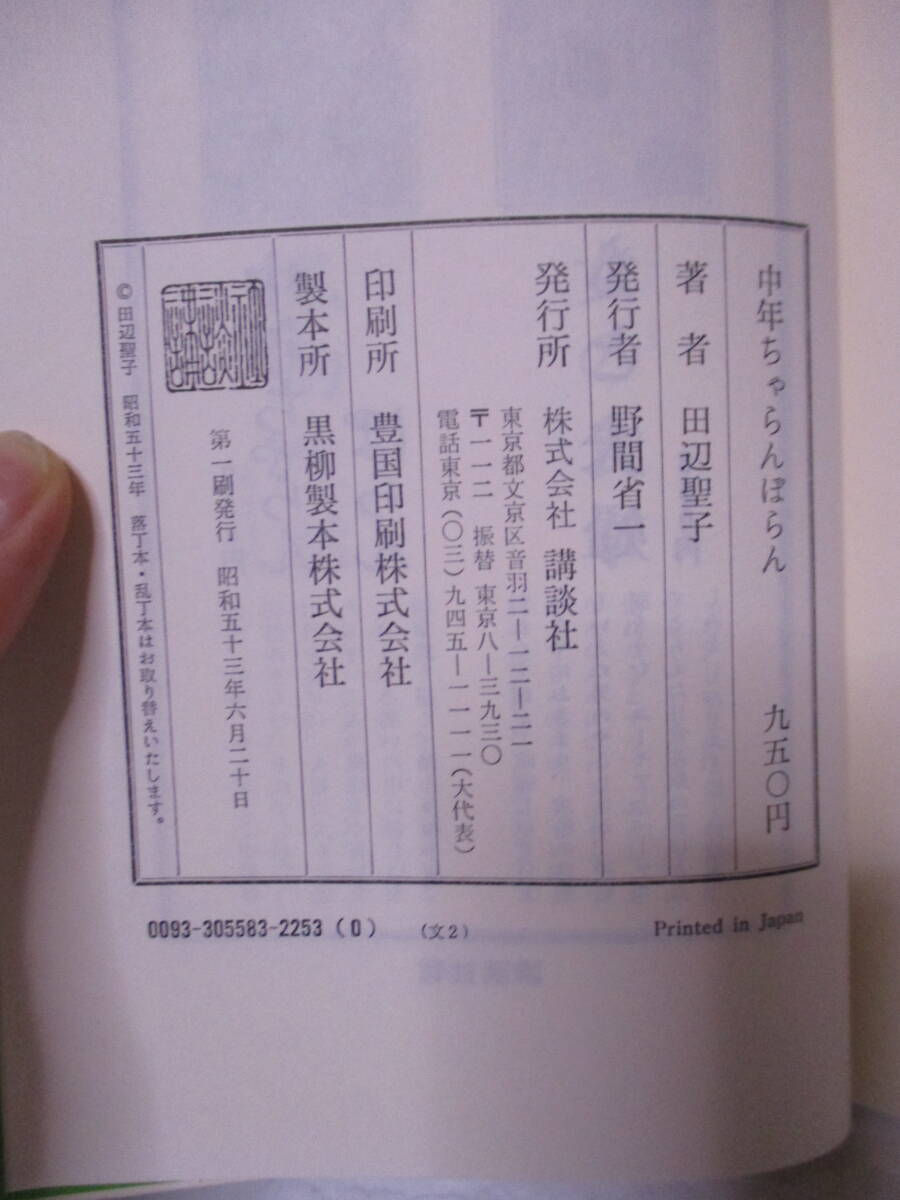 中年ちゃらんぽらん 九五〇円
著者 田辺聖子
発行者 野間省一
発行所 株式会社 講談社
東京都文京区音羽二―一二―二一
〒一一二 振替 東京八―三九三〇
電話東京(〇三)九四五―一一一一(大代表)
印刷所 豊国印刷株式会社
製本所 黒柳製本株式会社
第一刷発行 昭和五十三年六月二十日
© 田辺聖子 昭和五十三年 落丁本・乱丁本はお取り替えいたします。
0093-305583-2253(0) (文2) Printed in Japan